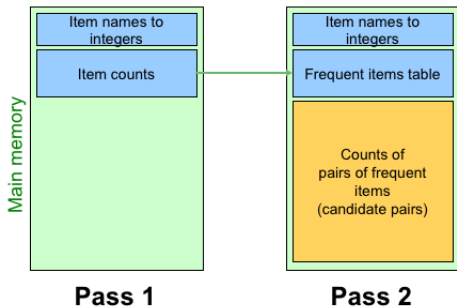 Main memory
Item names to
integers
Item counts
Pass 1
Item names to
integers
Frequent items table
Counts of
pairs of frequent
items
(candidate pairs)
Pass 2